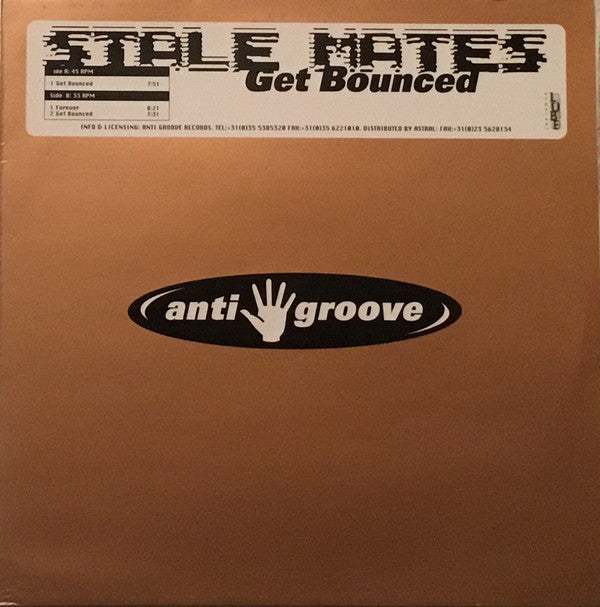 STALE MATES
Get Bounced
ide A: 45 RPM
1 Get Bounced 7:51
Side B: 33 RPM
1 Forever 8:21
2 Get Bounced 7:31
INFO & LICENSING: ANTI GROOVE RECORDS. TEL:+31(0)35 5385320 FAX:+31(0)35 6221010. DISTRIBUTED BY ASTRAL: FAX:+31(0)23 5620134
anti groove